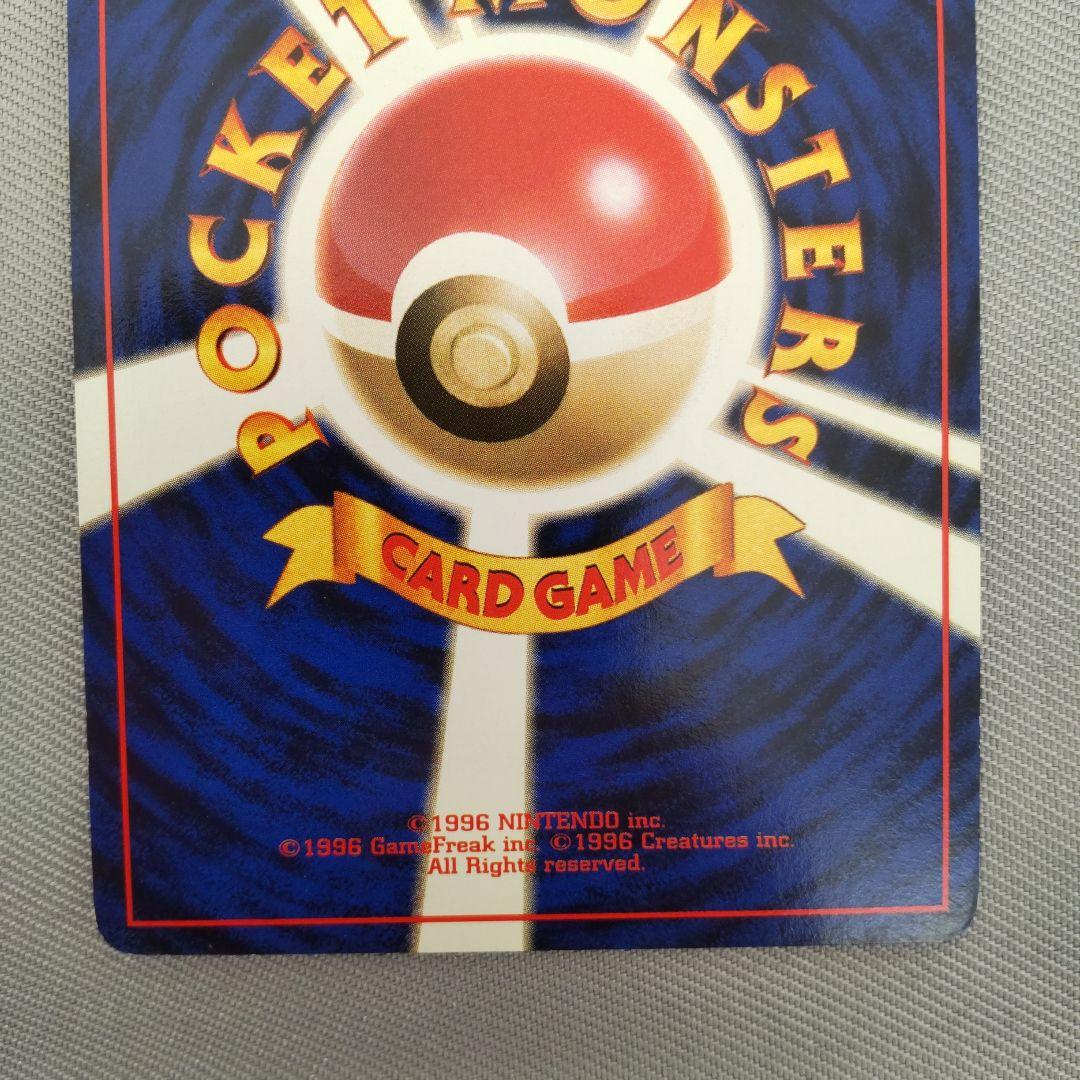 POCKET MONSTERS
CARD GAME
©1996 NINTENDO inc.
©1996 GameFreak inc. ©1996 Creatures inc.
All Rights reserved.